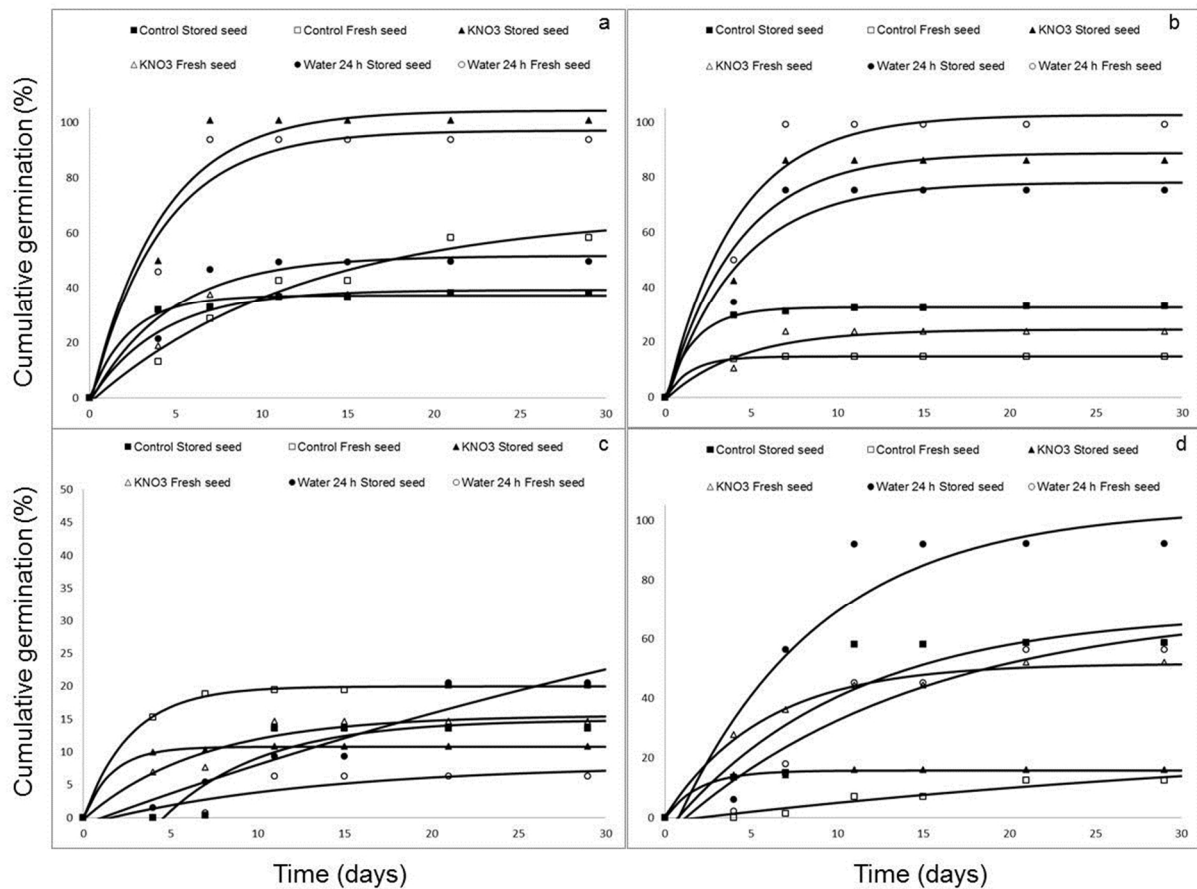 Control Stored seed Control Fresh seed KNO3 Stored seed a
KNO3 Fresh seed Water 24 h Stored seed Water 24 h Fresh seed
Cumulative germination (%)
100
80
60
40
20
0
0 5 10 15 20 25 30
Control Stored seed Control Fresh seed KNO3 Stored seed b
KNO3 Fresh seed Water 24 h Stored seed Water 24 h Fresh seed
100
80
60
40
20
0
0 5 10 15 20 25 30
Control Stored seed Control Fresh seed KNO3 Stored seed c
KNO3 Fresh seed Water 24 h Stored seed Water 24 h Fresh seed
Cumulative germination (%)
50
45
40
35
30
25
20
15
10
5
0
0 5 10 15 20 25 30
Time (days)
Control Stored seed Control Fresh seed KNO3 Stored seed d
KNO3 Fresh seed Water 24 h Stored seed Water 24 h Fresh seed
100
80
60
40
20
0
0 5 10 15 20 25 30
Time (days)